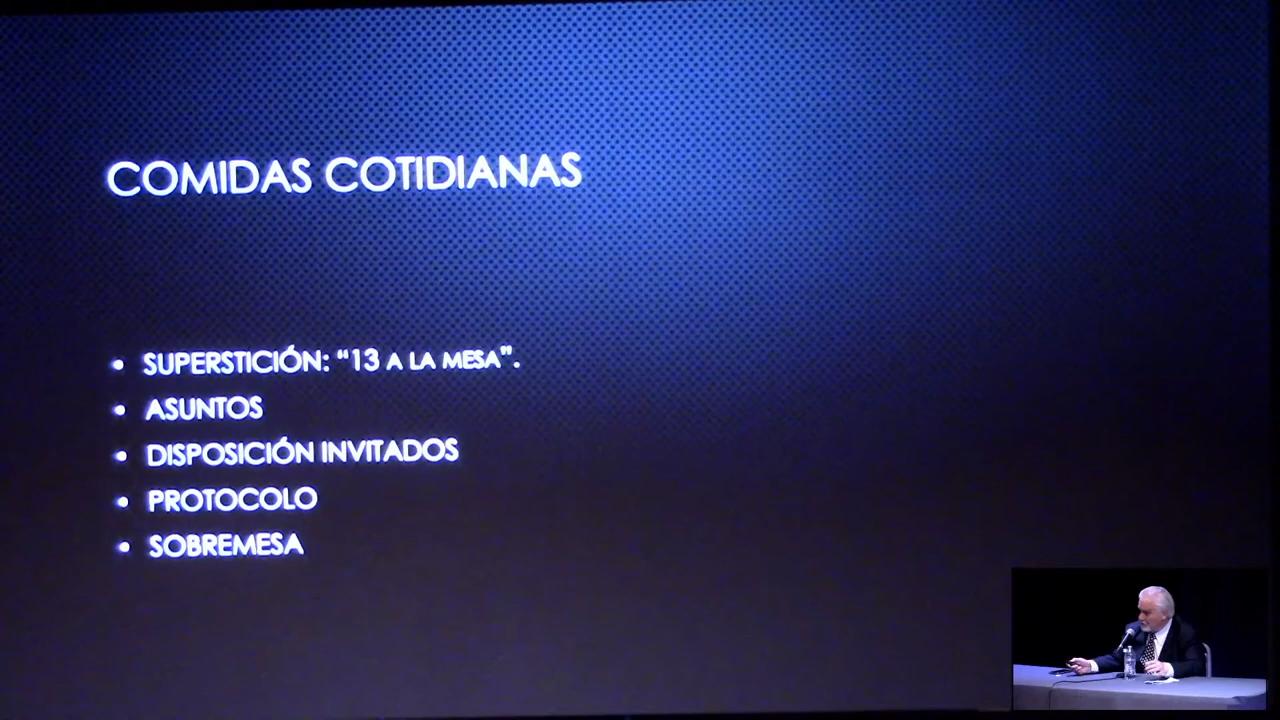 COMIDAS COTIDIANAS
• SUPERSTICIÓN: “13 A LA MESA”.
• ASUNTOS
• DISPOSICIÓN INVITADOS
• PROTOCOLO
• SOBREMESA